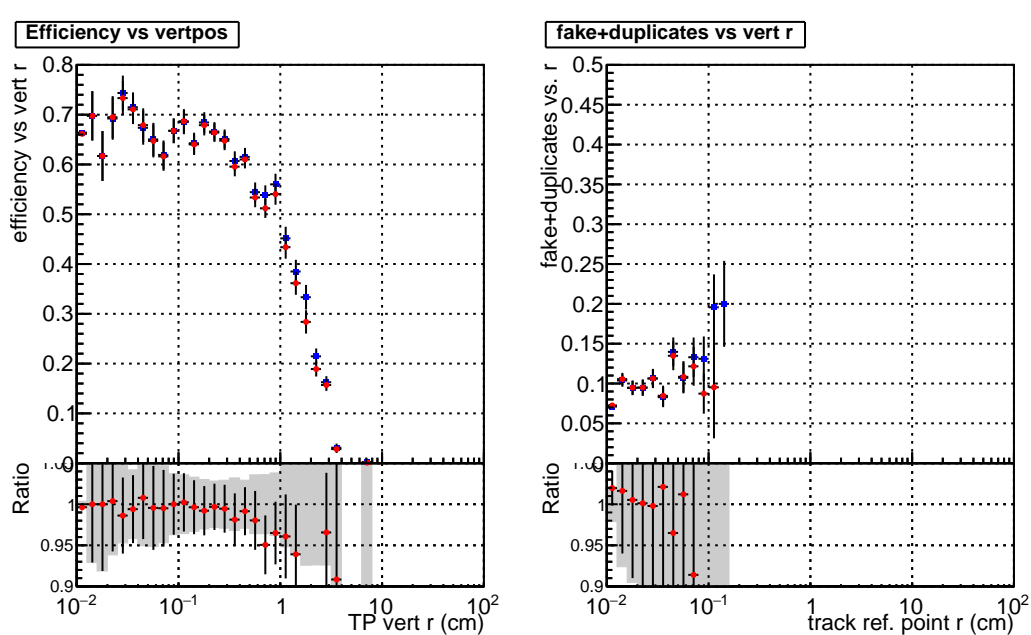 Efficiency vs vertpos
efficiency vs vert r
0.8
0.7
0.6
0.5
0.4
0.3
0.2
0.1
0
Ratio
1
0.95
0.9
10⁻² 10⁻¹ 1 10 10²
TP vert r (cm)
fake+duplicates vs vert r
fake+duplicates vs. r
0.5
0.45
0.4
0.35
0.3
0.25
0.2
0.15
0.1
0.05
0
Ratio
1
0.95
0.9
10⁻² 10⁻¹ 1 10 10²
track ref. point r (cm)